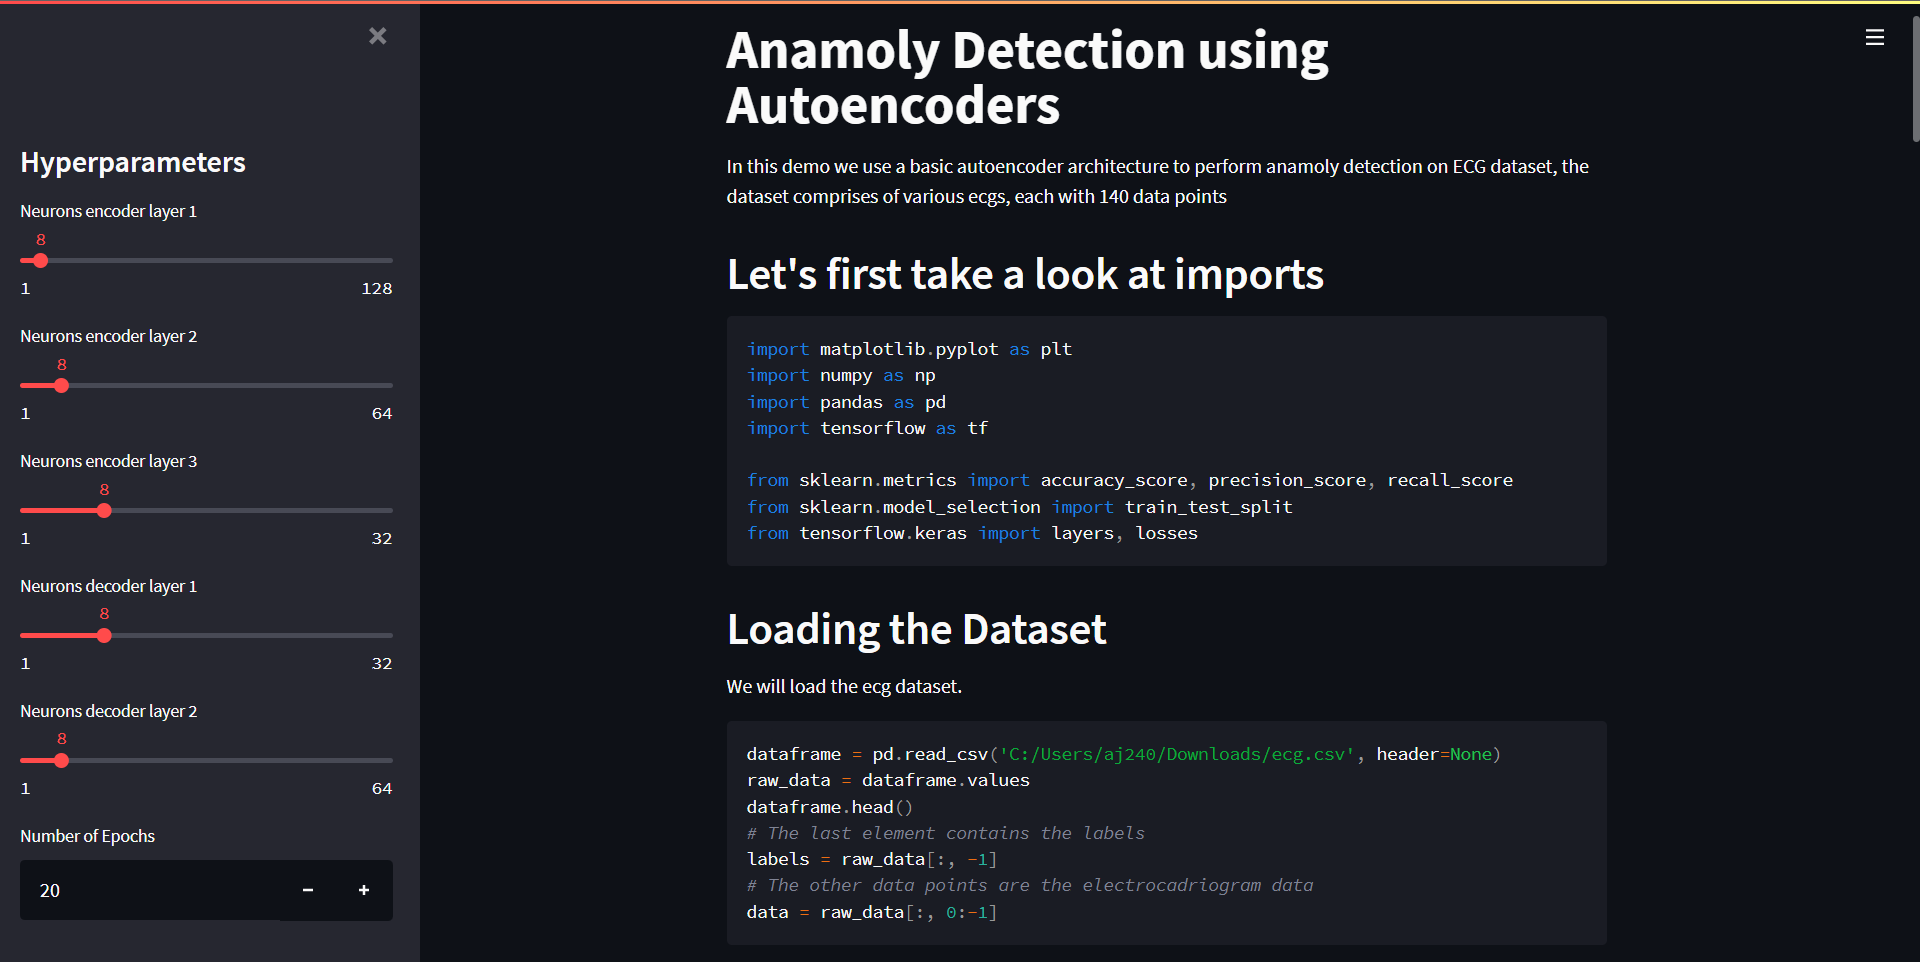 Hyperparameters
Neurons encoder layer 1
8
1 128
Neurons encoder layer 2
8
1 64
Neurons encoder layer 3
8
1 32
Neurons decoder layer 1
8
1 32
Neurons decoder layer 2
8
1 64
Number of Epochs
20 − +
Anamoly Detection using
Autoencoders
In this demo we use a basic autoencoder architecture to perform anamoly detection on ECG dataset, the
dataset comprises of various ecgs, each with 140 data points
Let's first take a look at imports
import matplotlib.pyplot as plt
import numpy as np
import pandas as pd
import tensorflow as tf
from sklearn.metrics import accuracy_score, precision_score, recall_score
from sklearn.model_selection import train_test_split
from tensorflow.keras import layers, losses
Loading the Dataset
We will load the ecg dataset.
dataframe = pd.read_csv('C:/Users/aj240/Downloads/ecg.csv', header=None)
raw_data = dataframe.values
dataframe.head()
# The last element contains the labels
labels = raw_data[:, -1]
# The other data points are the electrocadriogram data
data = raw_data[:, 0:-1]